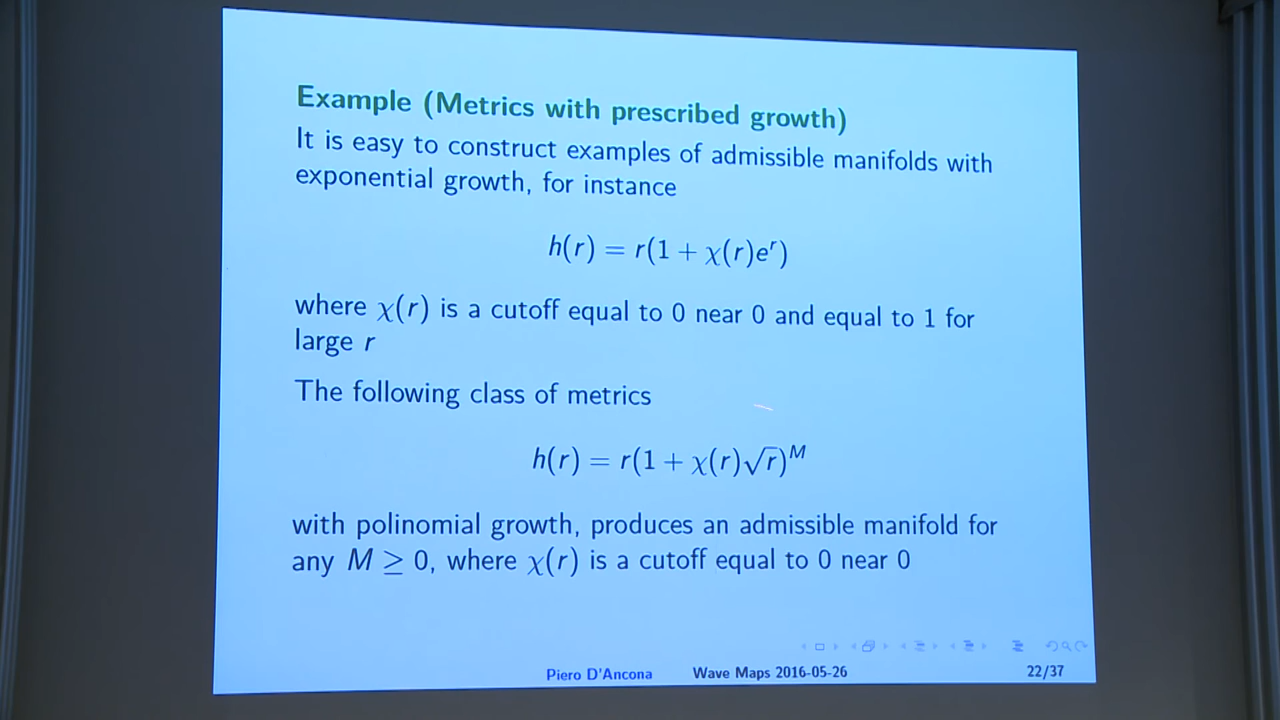 Example (Metrics with prescribed growth)
It is easy to construct examples of admissible manifolds with
exponential growth, for instance
h(r) = r(1 + χ(r)eʳ)
where χ(r) is a cutoff equal to 0 near 0 and equal to 1 for
large r
The following class of metrics
h(r) = r(1 + χ(r)√r)ᴹ
with polinomial growth, produces an admissible manifold for
any M ≥ 0, where χ(r) is a cutoff equal to 0 near 0
Piero D'Ancona Wave Maps 2016-05-26 22/37